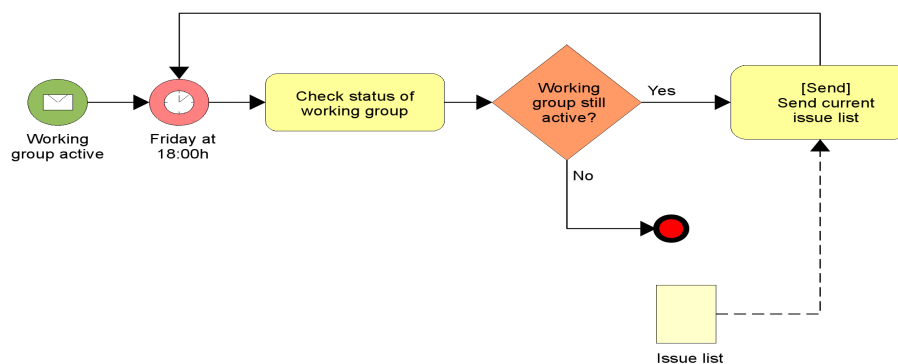 Working
group active
Friday at
18:00h
Check status of
working group
Working
group still
active?
Yes
No
[Send]
Send current
issue list
Issue list